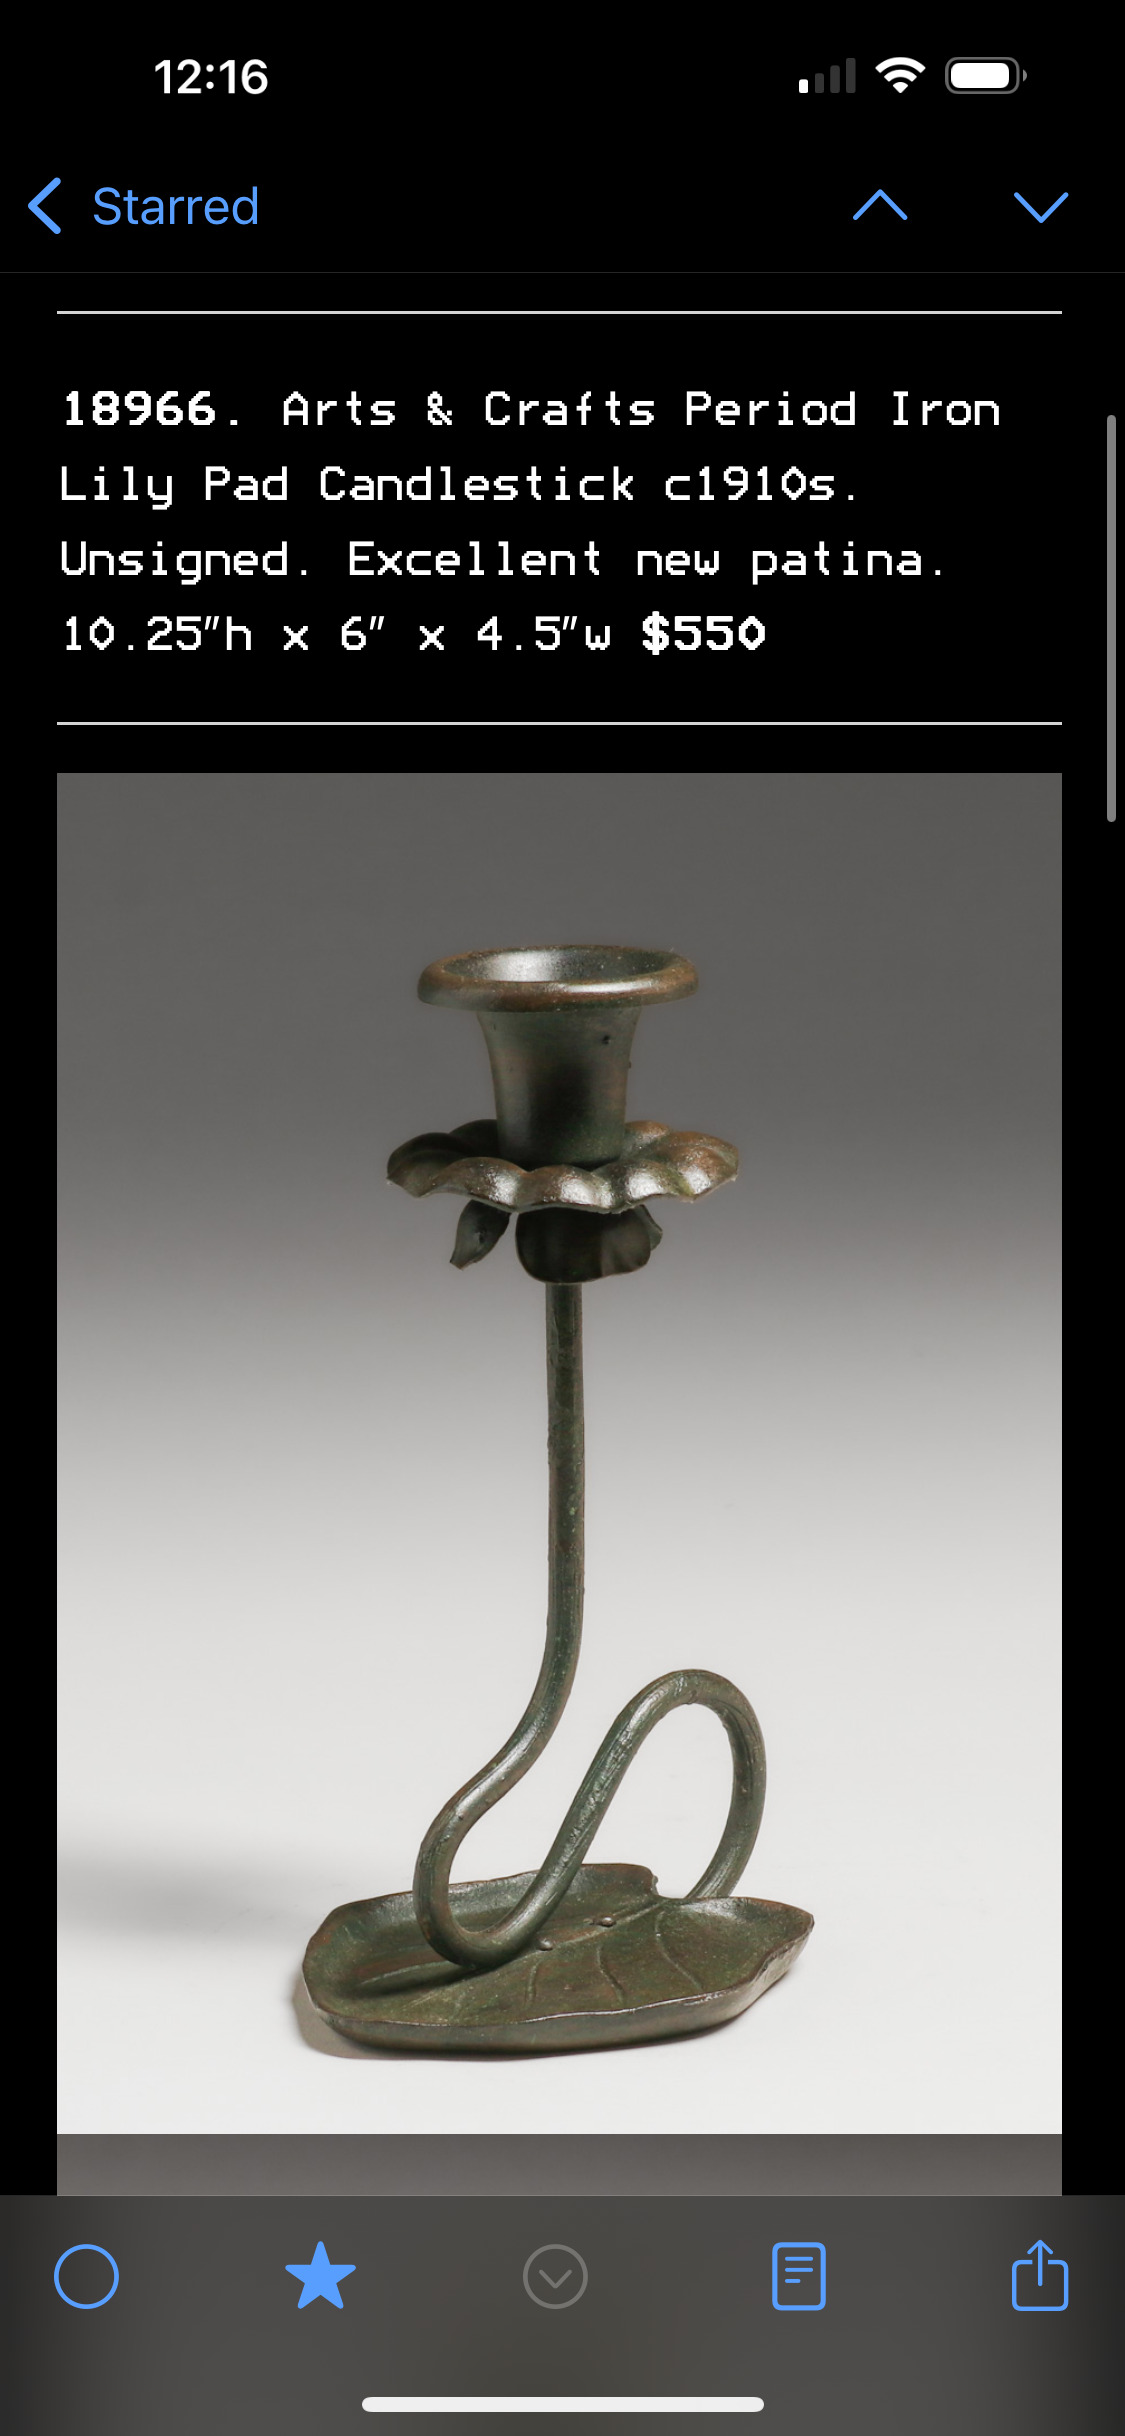 12:16
Starred
18966. Arts & Crafts Period Iron
Lily Pad Candlestick c1910s.
Unsigned. Excellent new patina.
10.25"h x 6" x 4.5"w $550